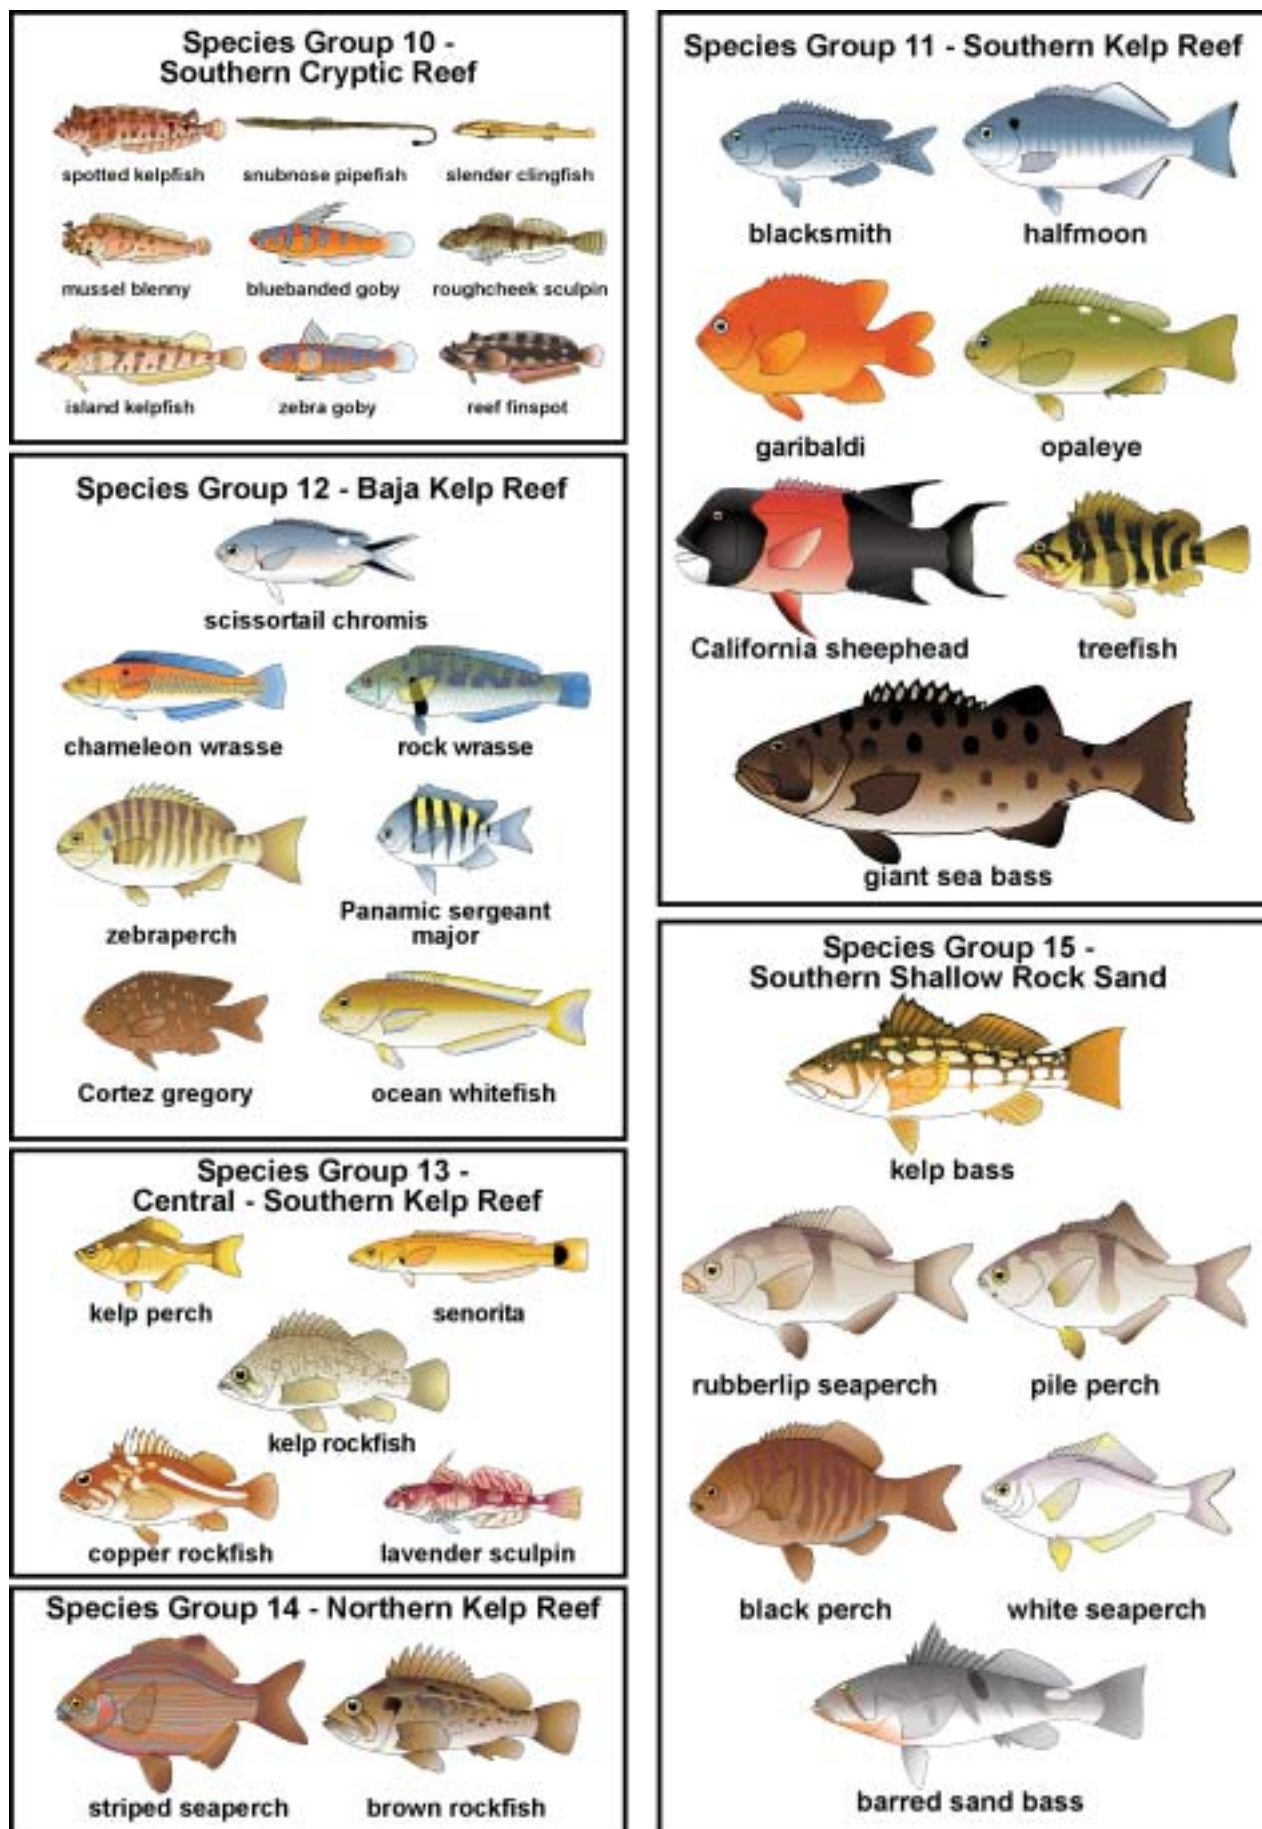 Species Group 10 -
Southern Cryptic Reef
spotted kelpfish
snubnose pipefish
slender clingfish
mussel blenny
bluebanded goby
roughcheek sculpin
island kelpfish
zebra goby
reef finspot
Species Group 11 - Southern Kelp Reef
blacksmith
halfmoon
garibaldi
opaleye
California sheephead
treefish
giant sea bass
Species Group 12 - Baja Kelp Reef
scissortail chromis
chameleon wrasse
rock wrasse
zebraperch
Panamic sergeant
major
Cortez gregory
ocean whitefish
Species Group 13 -
Central - Southern Kelp Reef
kelp perch
senorita
kelp rockfish
copper rockfish
lavender sculpin
Species Group 14 - Northern Kelp Reef
striped seaperch
brown rockfish
Species Group 15 -
Southern Shallow Rock Sand
kelp bass
rubberlip seaperch
pile perch
black perch
white seaperch
barred sand bass